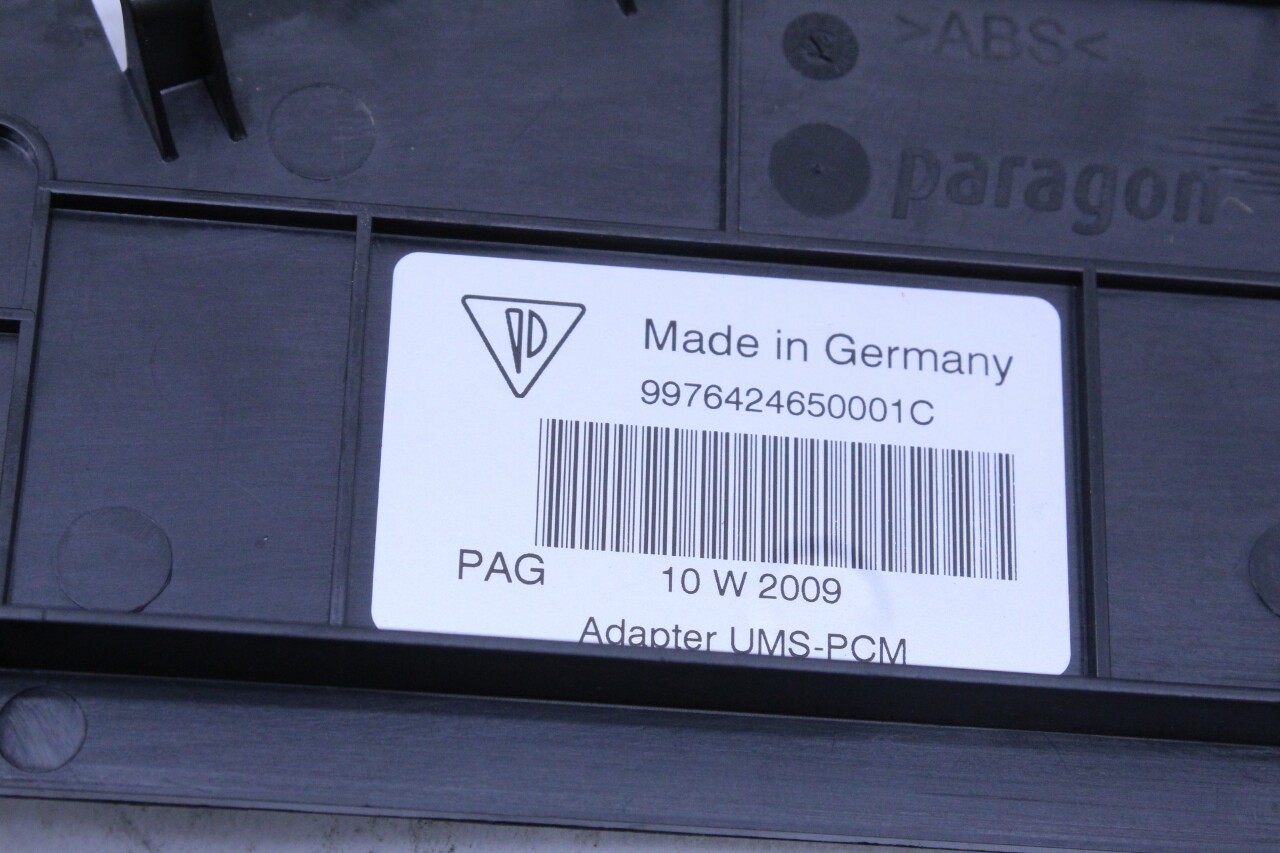 >ABS<
paragon
Made in Germany
9976424650001C
PAG
10 W 2009
Adapter UMS-PCM